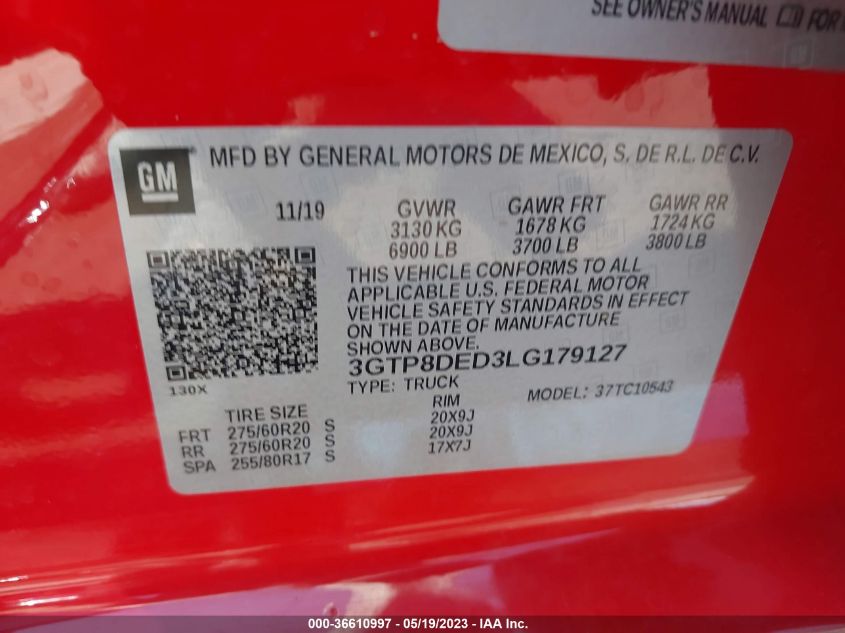 SEE OWNER'S MANUAL FOR
GM
MFD BY GENERAL MOTORS DE MEXICO, S. DE R.L. DE C.V.
11/19 GVWR GAWR FRT GAWR RR
3130 KG 1678 KG 1724 KG
6900 LB 3700 LB 3800 LB
THIS VEHICLE CONFORMS TO ALL
APPLICABLE U.S. FEDERAL MOTOR
VEHICLE SAFETY STANDARDS IN EFFECT
ON THE DATE OF MANUFACTURE
SHOWN ABOVE.
3GTP8DED3LG179127
130X
TYPE: TRUCK MODEL: 37TC10543
TIRE SIZE RIM
FRT 275/60R20 S 20X9J
RR 275/60R20 S 20X9J
SPA 255/80R17 S 17X7J
000-36610997 - 05/19/2023 - IAA Inc.